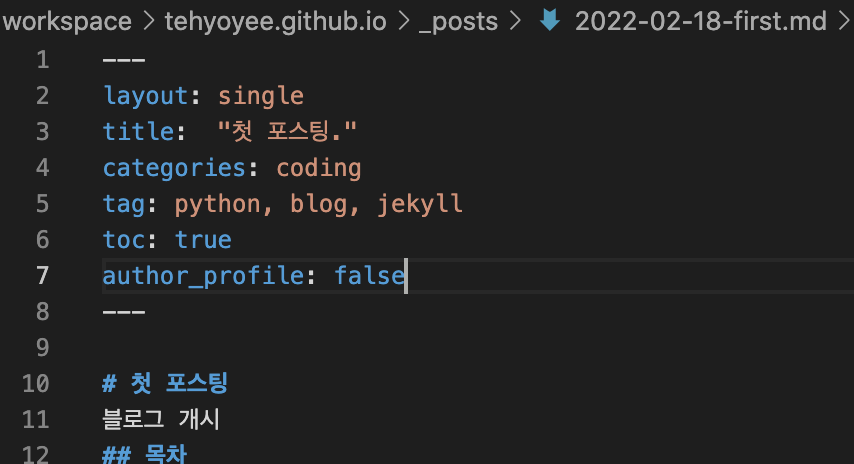 workspace > tehyoyee.github.io > _posts > 2022-02-18-first.md >
1 ---
2 layout: single
3 title:  "첫 포스팅."
4 categories: coding
5 tag: python, blog, jekyll
6 toc: true
7 author_profile: false
8 ---
9
10 # 첫 포스팅
11 블로그 개시
12 ## 목차